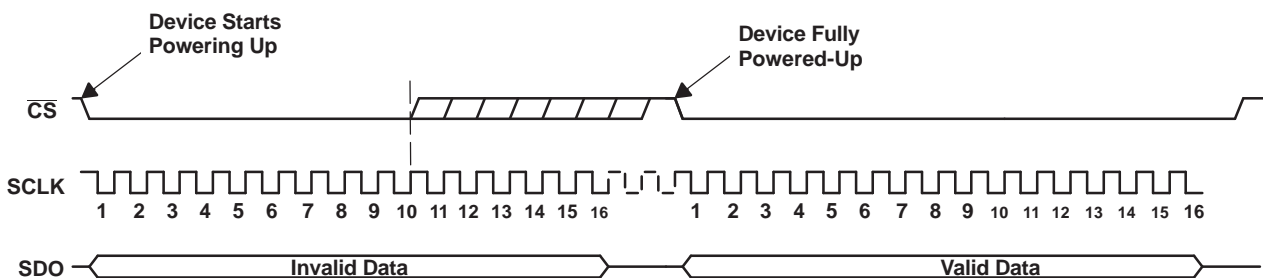 Device Starts
Powering Up
Device Fully
Powered-Up
CS
SCLK
1 2 3 4 5 6 7 8 9 10 11 12 13 14 15 16 1 2 3 4 5 6 7 8 9 10 11 12 13 14 15 16
SDO Invalid Data Valid Data